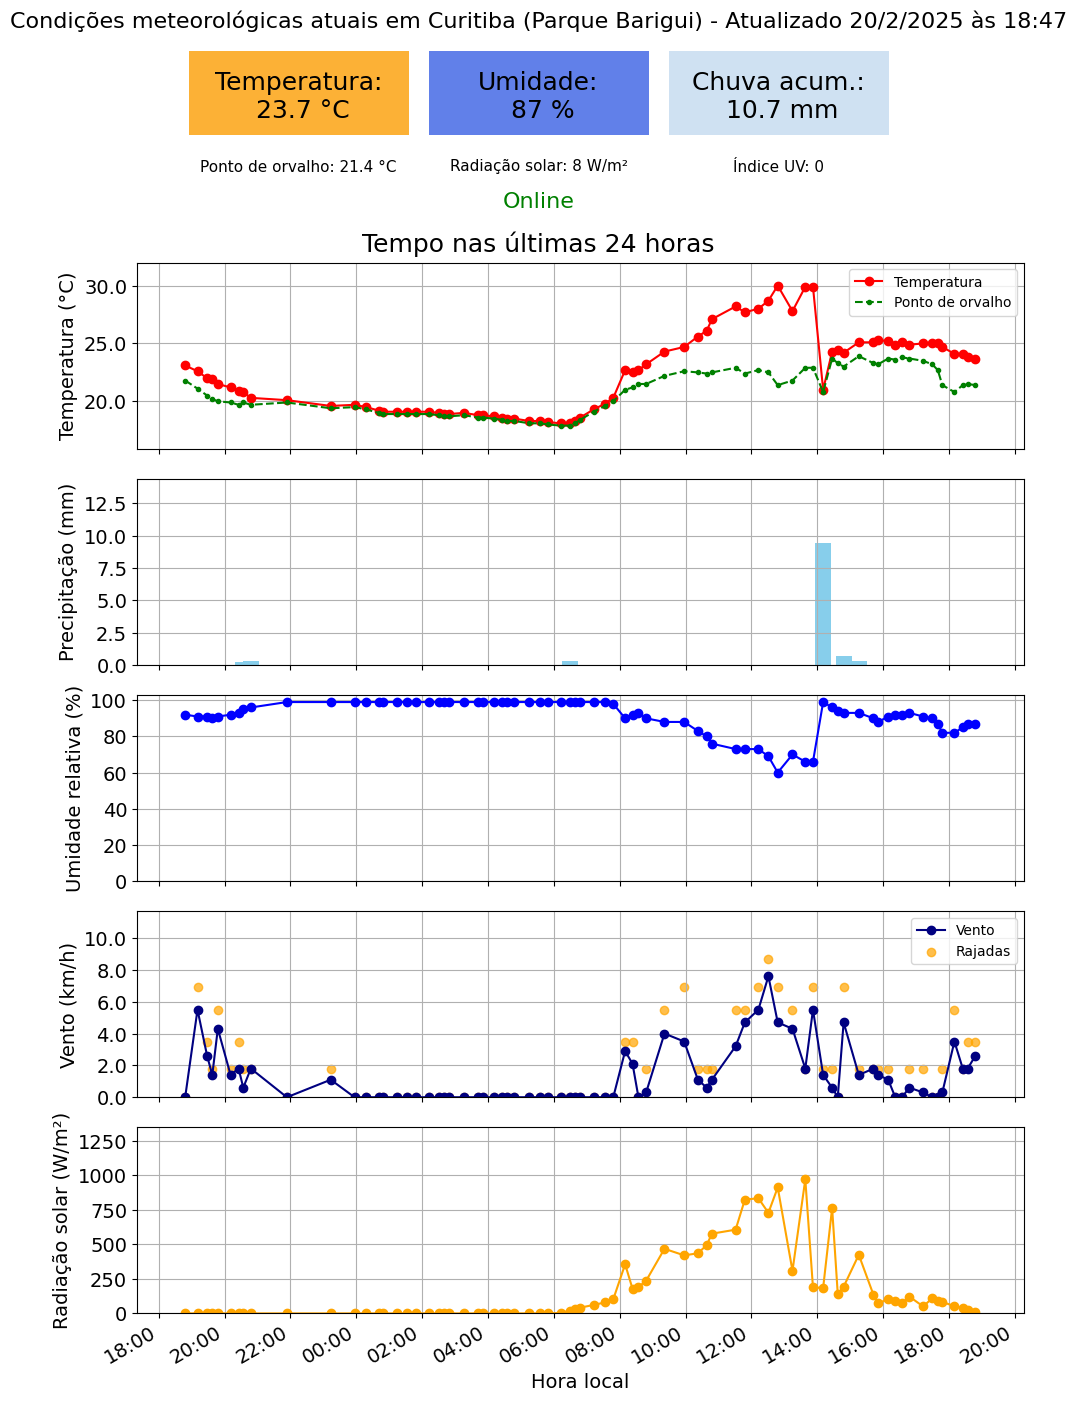 Condições meteorológicas atuais em Curitiba (Parque Barigui) - Atualizado 20/2/2025 às 18:47
Temperatura:
23.7 °C
Umidade:
87 %
Chuva acum.:
10.7 mm
Ponto de orvalho: 21.4 °C
Radiação solar: 8 W/m²
Índice UV: 0
Online
Tempo nas últimas 24 horas
Temperatura (°C)
30.0
25.0
20.0
Temperatura
Ponto de orvalho
Precipitação (mm)
12.5
10.0
7.5
5.0
2.5
0.0
Umidade relativa (%)
100
80
60
40
20
0
Vento (km/h)
10.0
8.0
6.0
4.0
2.0
0.0
Vento
Rajadas
Radiação solar (W/m²)
1250
1000
750
500
250
0
18:00
20:00
22:00
00:00
02:00
04:00
06:00
08:00
10:00
12:00
14:00
16:00
18:00
20:00
Hora local